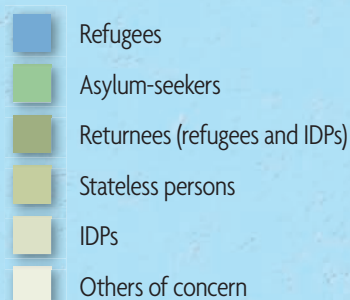 Refugees
Asylum-seekers
Returnees (refugees and IDPs)
Stateless persons
IDPs
Others of concern